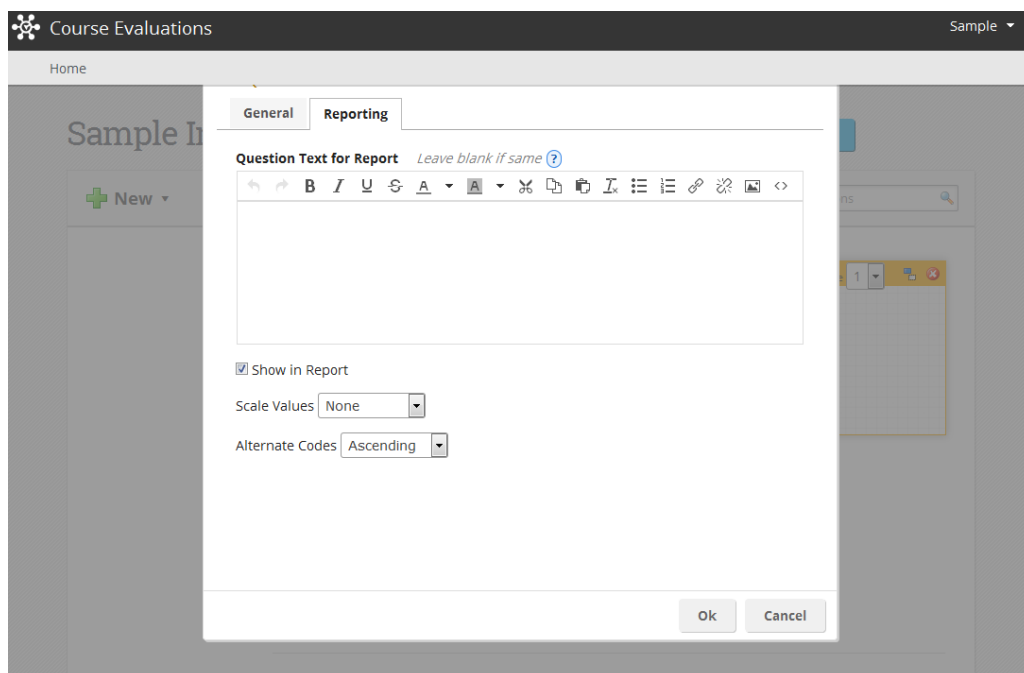 Course Evaluations
Sample
Home
General
Reporting
Sample
New
Question Text for Report Leave blank if same ?
Show in Report
Scale Values None
Alternate Codes Ascending
1
Ok
Cancel